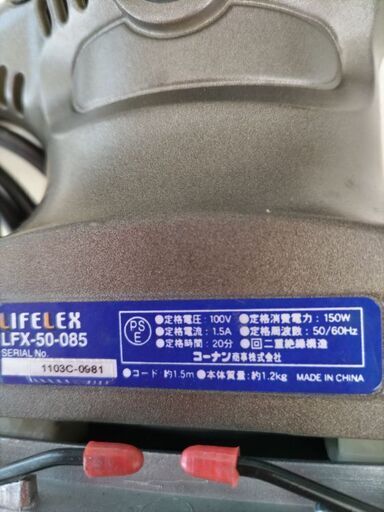 LIFELEX
LFX-50-085
SERIAL No.
1103C-0981
PS
E
●定格電圧：100V ●定格消費電力：150W
●定格電流：1.5A ●定格周波数：50/60Hz
●定格時間：20分 ●回二重絶縁構造
コーナン商事株式会社
●コード 約1.5m ●本体質量：約1.2kg MADE IN CHINA